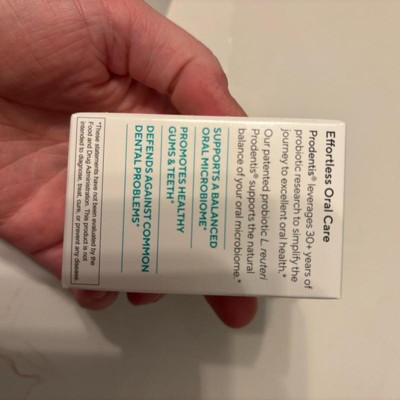 Effortless Oral Care
Prodentis® leverages 30+ years of
probiotic research to simplify the
journey to excellent oral health.*
Our patented probiotic L. reuteri
Prodentis® supports the natural
balance of your oral microbiome.*
SUPPORTS A BALANCED
ORAL MICROBIOME*
PROMOTES HEALTHY
GUMS & TEETH*
DEFENDS AGAINST COMMON
DENTAL PROBLEMS*
*These statements have not been evaluated by the
Food and Drug Administration. This product is not
intended to diagnose, treat, cure, or prevent any disease.